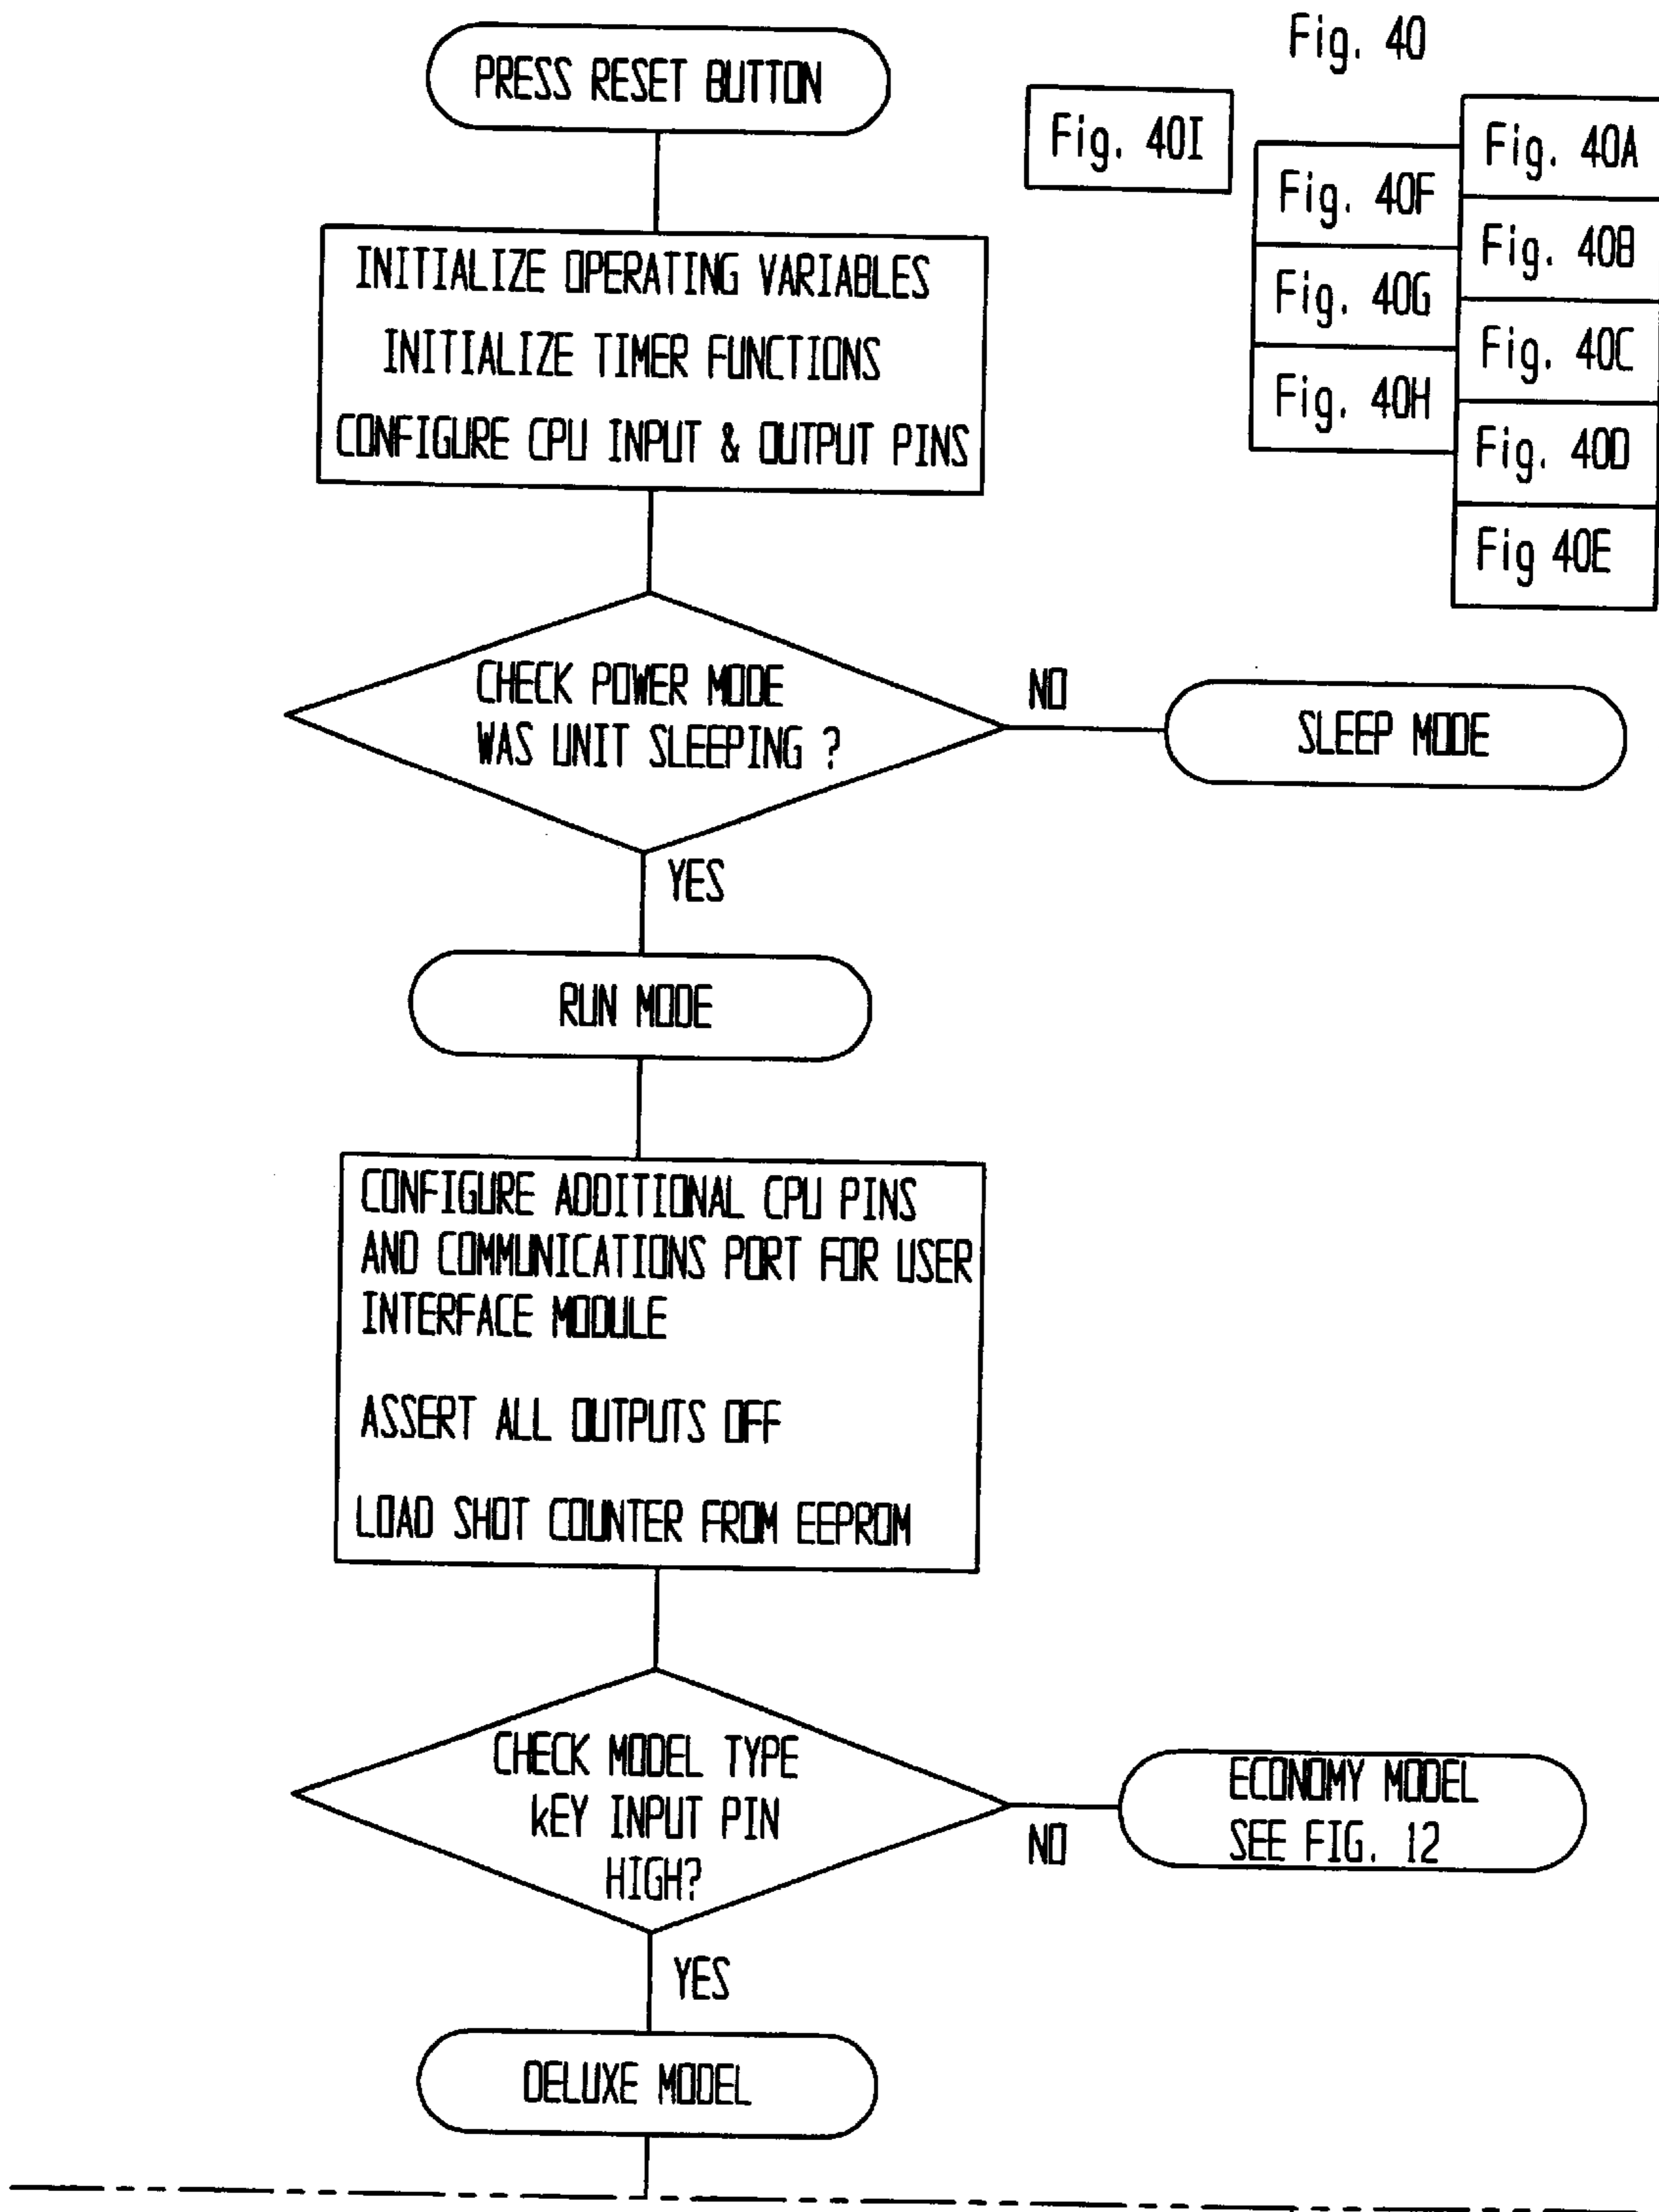 Fig. 40
Fig. 40I
Fig. 40F
Fig. 40G
Fig. 40H
Fig. 40A
Fig. 40B
Fig. 40C
Fig. 40D
Fig 40E
PRESS RESET BUTTON
INITIALIZE OPERATING VARIABLES
INITIALIZE TIMER FUNCTIONS
CONFIGURE CPU INPUT & OUTPUT PINS
CHECK POWER MODE
WAS UNIT SLEEPING ?
NO
SLEEP MODE
YES
RUN MODE
CONFIGURE ADDITIONAL CPU PINS
AND COMMUNICATIONS PORT FOR USER
INTERFACE MODULE
ASSERT ALL OUTPUTS OFF
LOAD SHOT COUNTER FROM EEPROM
CHECK MODEL TYPE
kEY INPUT PIN
HIGH?
NO
ECONOMY MODEL
SEE FIG. 12
YES
DELUXE MODEL